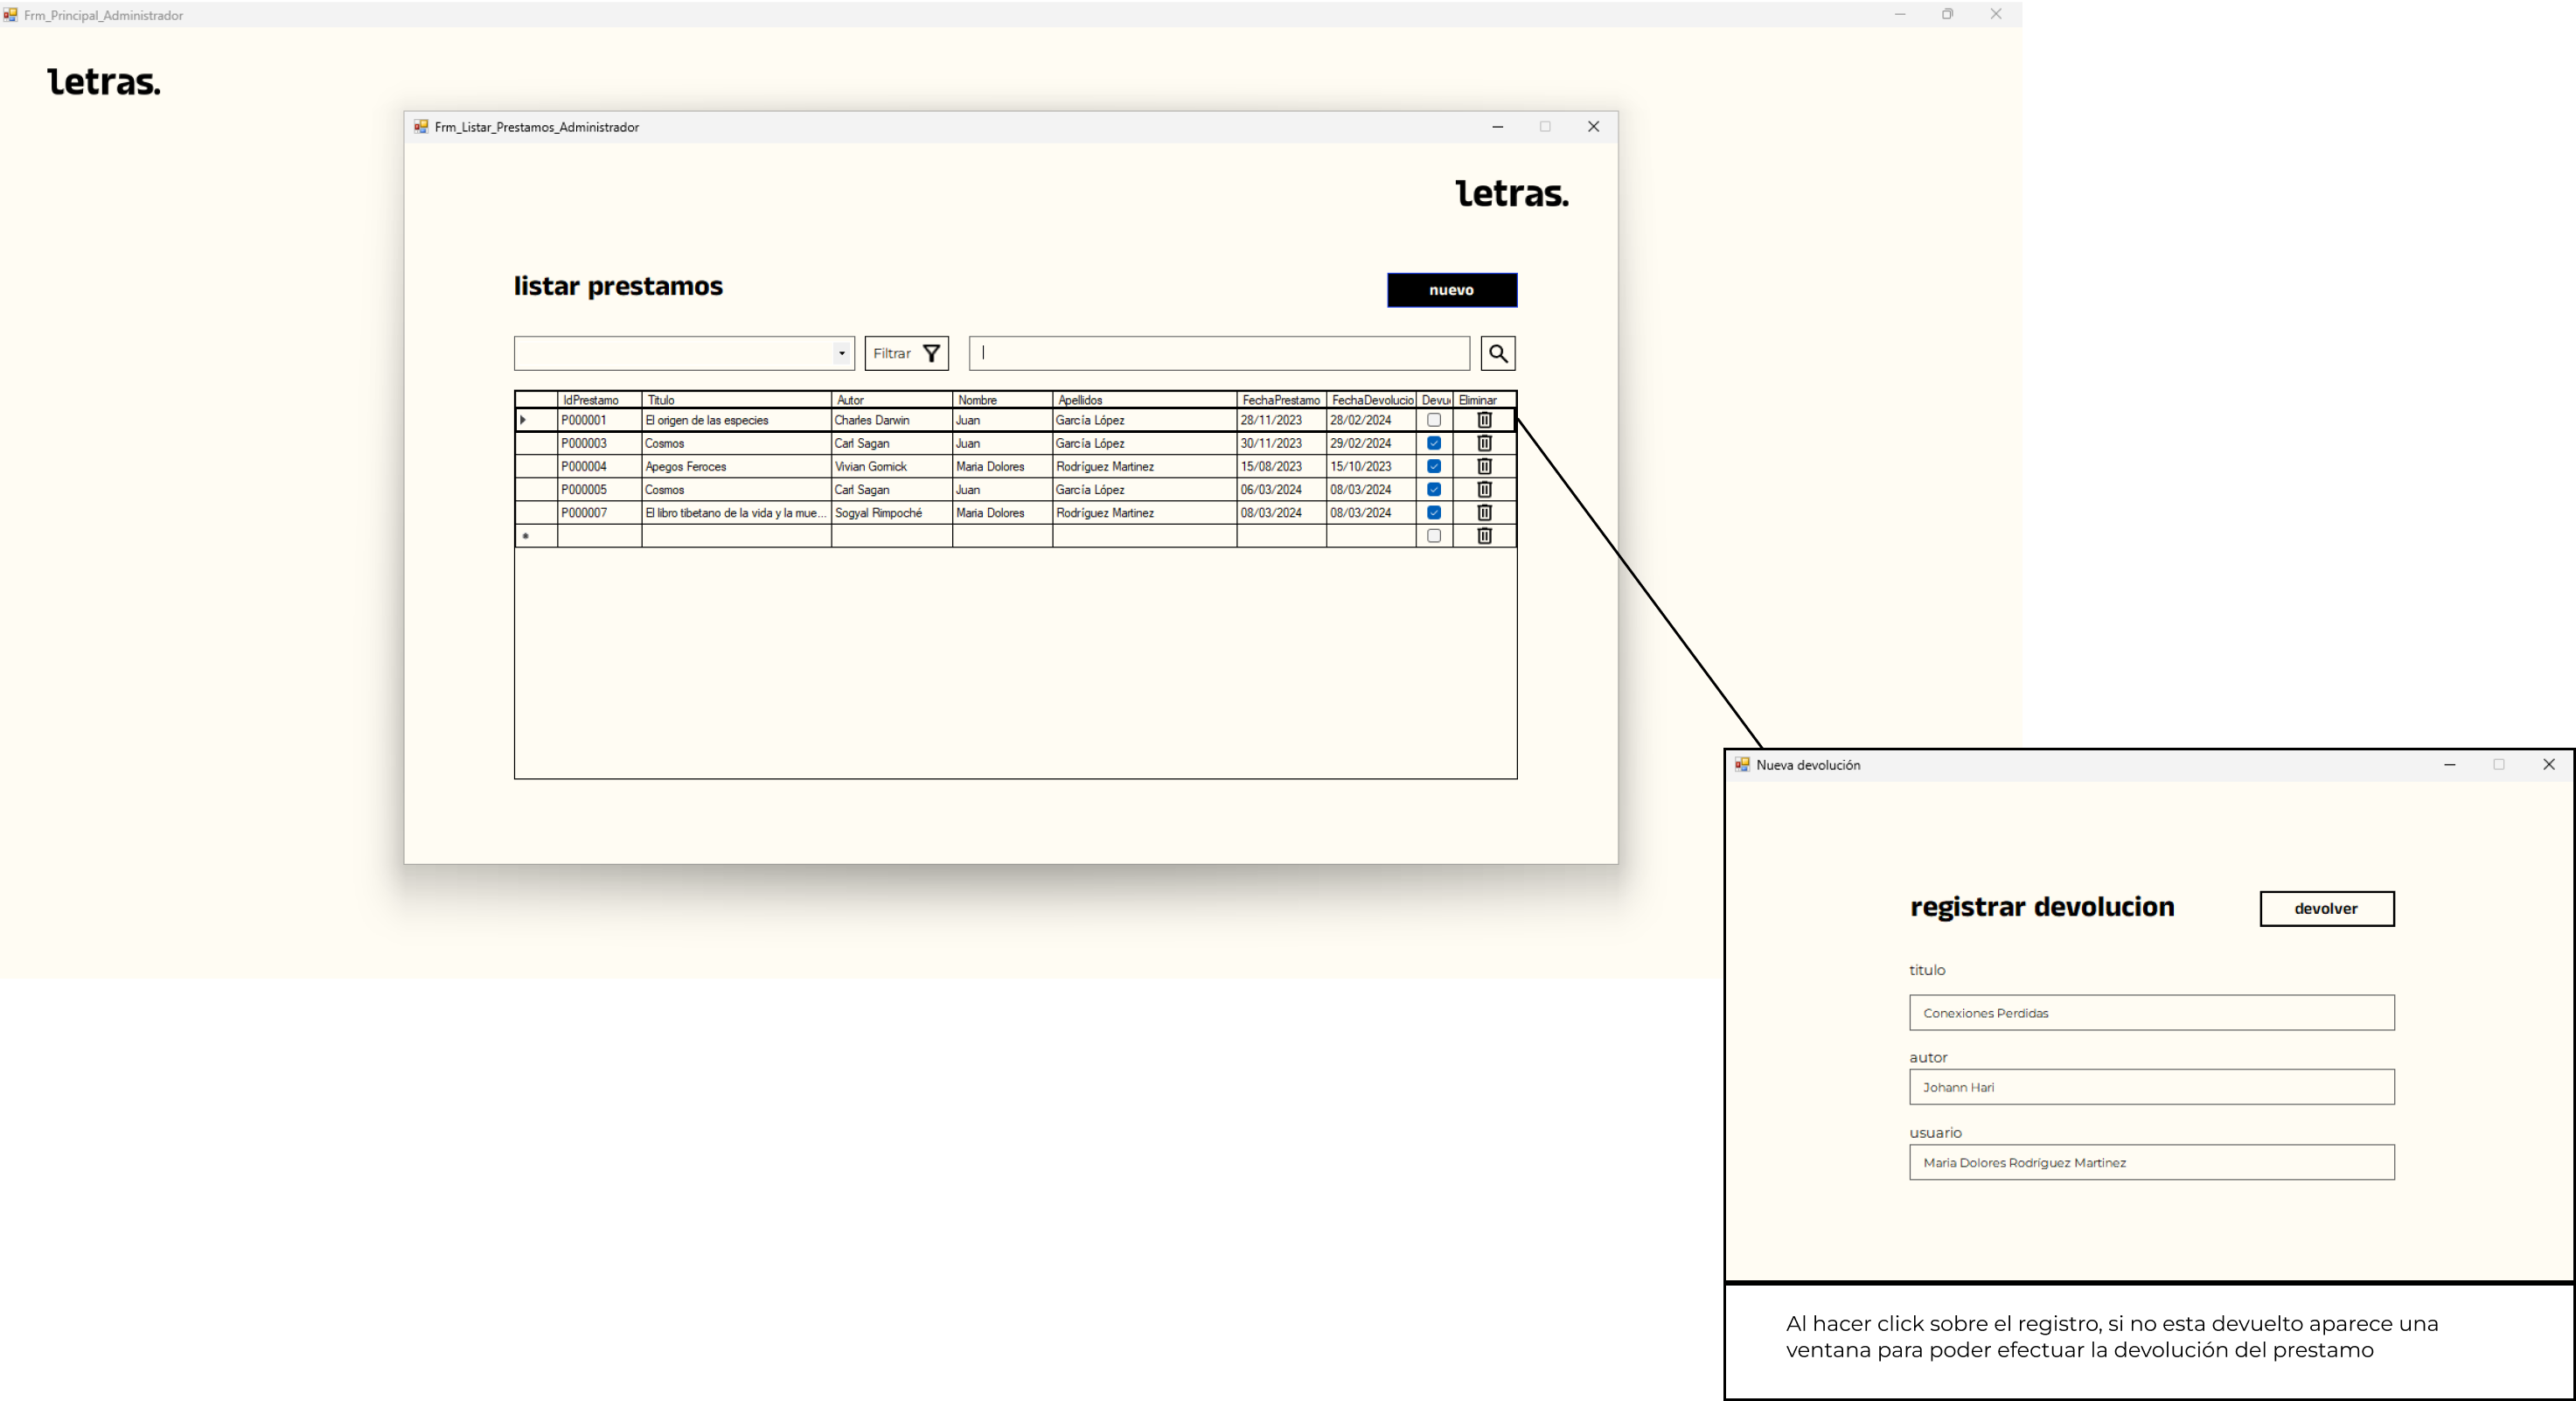 Frm_Principal_Administrador
letras.
Frm_Listar_Prestamos_Administrador
letras.
listar prestamos
nuevo
Filtrar
IdPrestamo Titulo Autor Nombre Apellidos FechaPrestamo FechaDevolucio Devu Eliminar
P000001 El origen de las especies Charles Darwin Juan García López 28/11/2023 28/02/2024
P000003 Cosmos Carl Sagan Juan García López 30/11/2023 29/02/2024
P000004 Apegos Feroces Vivian Gornick Maria Dolores Rodríguez Martinez 15/08/2023 15/10/2023
P000005 Cosmos Carl Sagan Juan García López 06/03/2024 08/03/2024
P000007 El libro tibetano de la vida y la mue... Sogyal Rimpoché Maria Dolores Rodríguez Martinez 08/03/2024 08/03/2024
Nueva devolución
registrar devolucion
devolver
titulo
Conexiones Perdidas
autor
Johann Hari
usuario
Maria Dolores Rodríguez Martinez
Al hacer click sobre el registro, si no esta devuelto aparece una
ventana para poder efectuar la devolución del prestamo